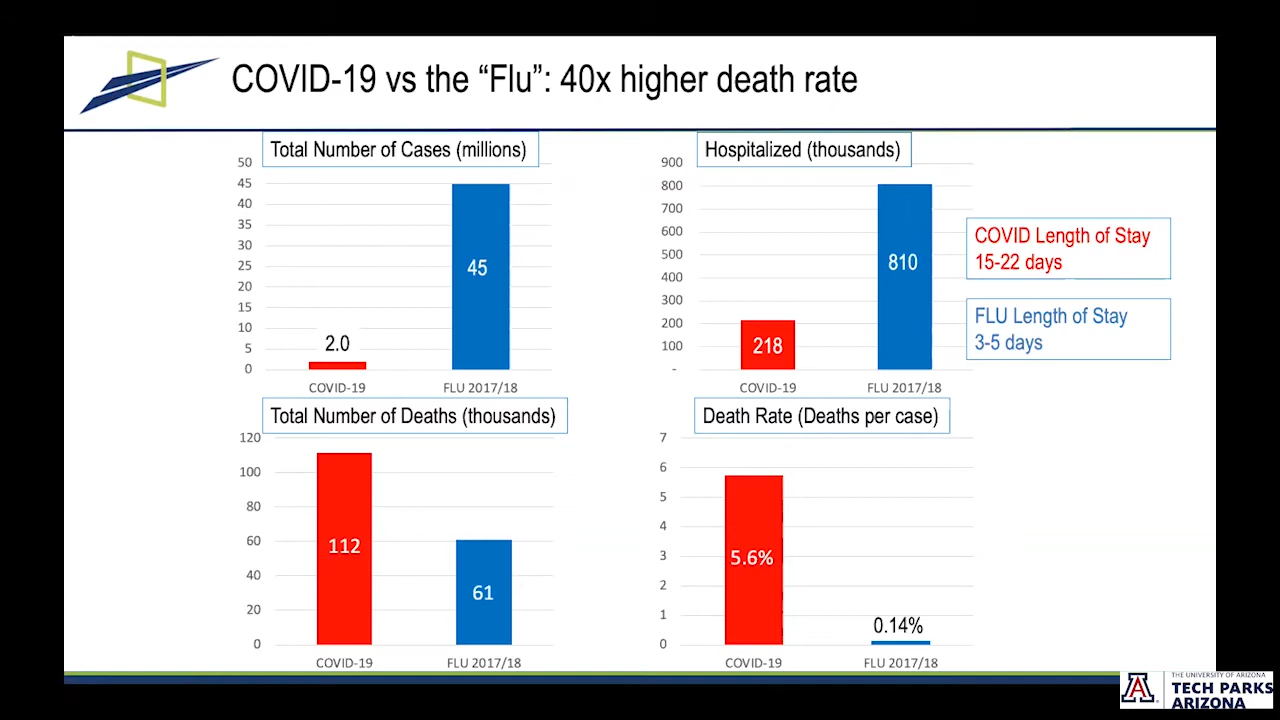 COVID-19 vs the “Flu”: 40x higher death rate
Total Number of Cases (millions)
50
45
40
35
30
25
20
15
10
5
0
2.0
45
COVID-19
FLU 2017/18
Hospitalized (thousands)
900
800
700
600
500
400
300
200
100
-
218
810
COVID-19
FLU 2017/18
COVID Length of Stay
15-22 days
FLU Length of Stay
3-5 days
Total Number of Deaths (thousands)
120
100
80
60
40
20
0
112
61
COVID-19
FLU 2017/18
Death Rate (Deaths per case)
7
6
5
4
3
2
1
0
5.6%
0.14%
COVID-19
FLU 2017/18
A
THE UNIVERSITY OF ARIZONA
TECH PARKS
ARIZONA